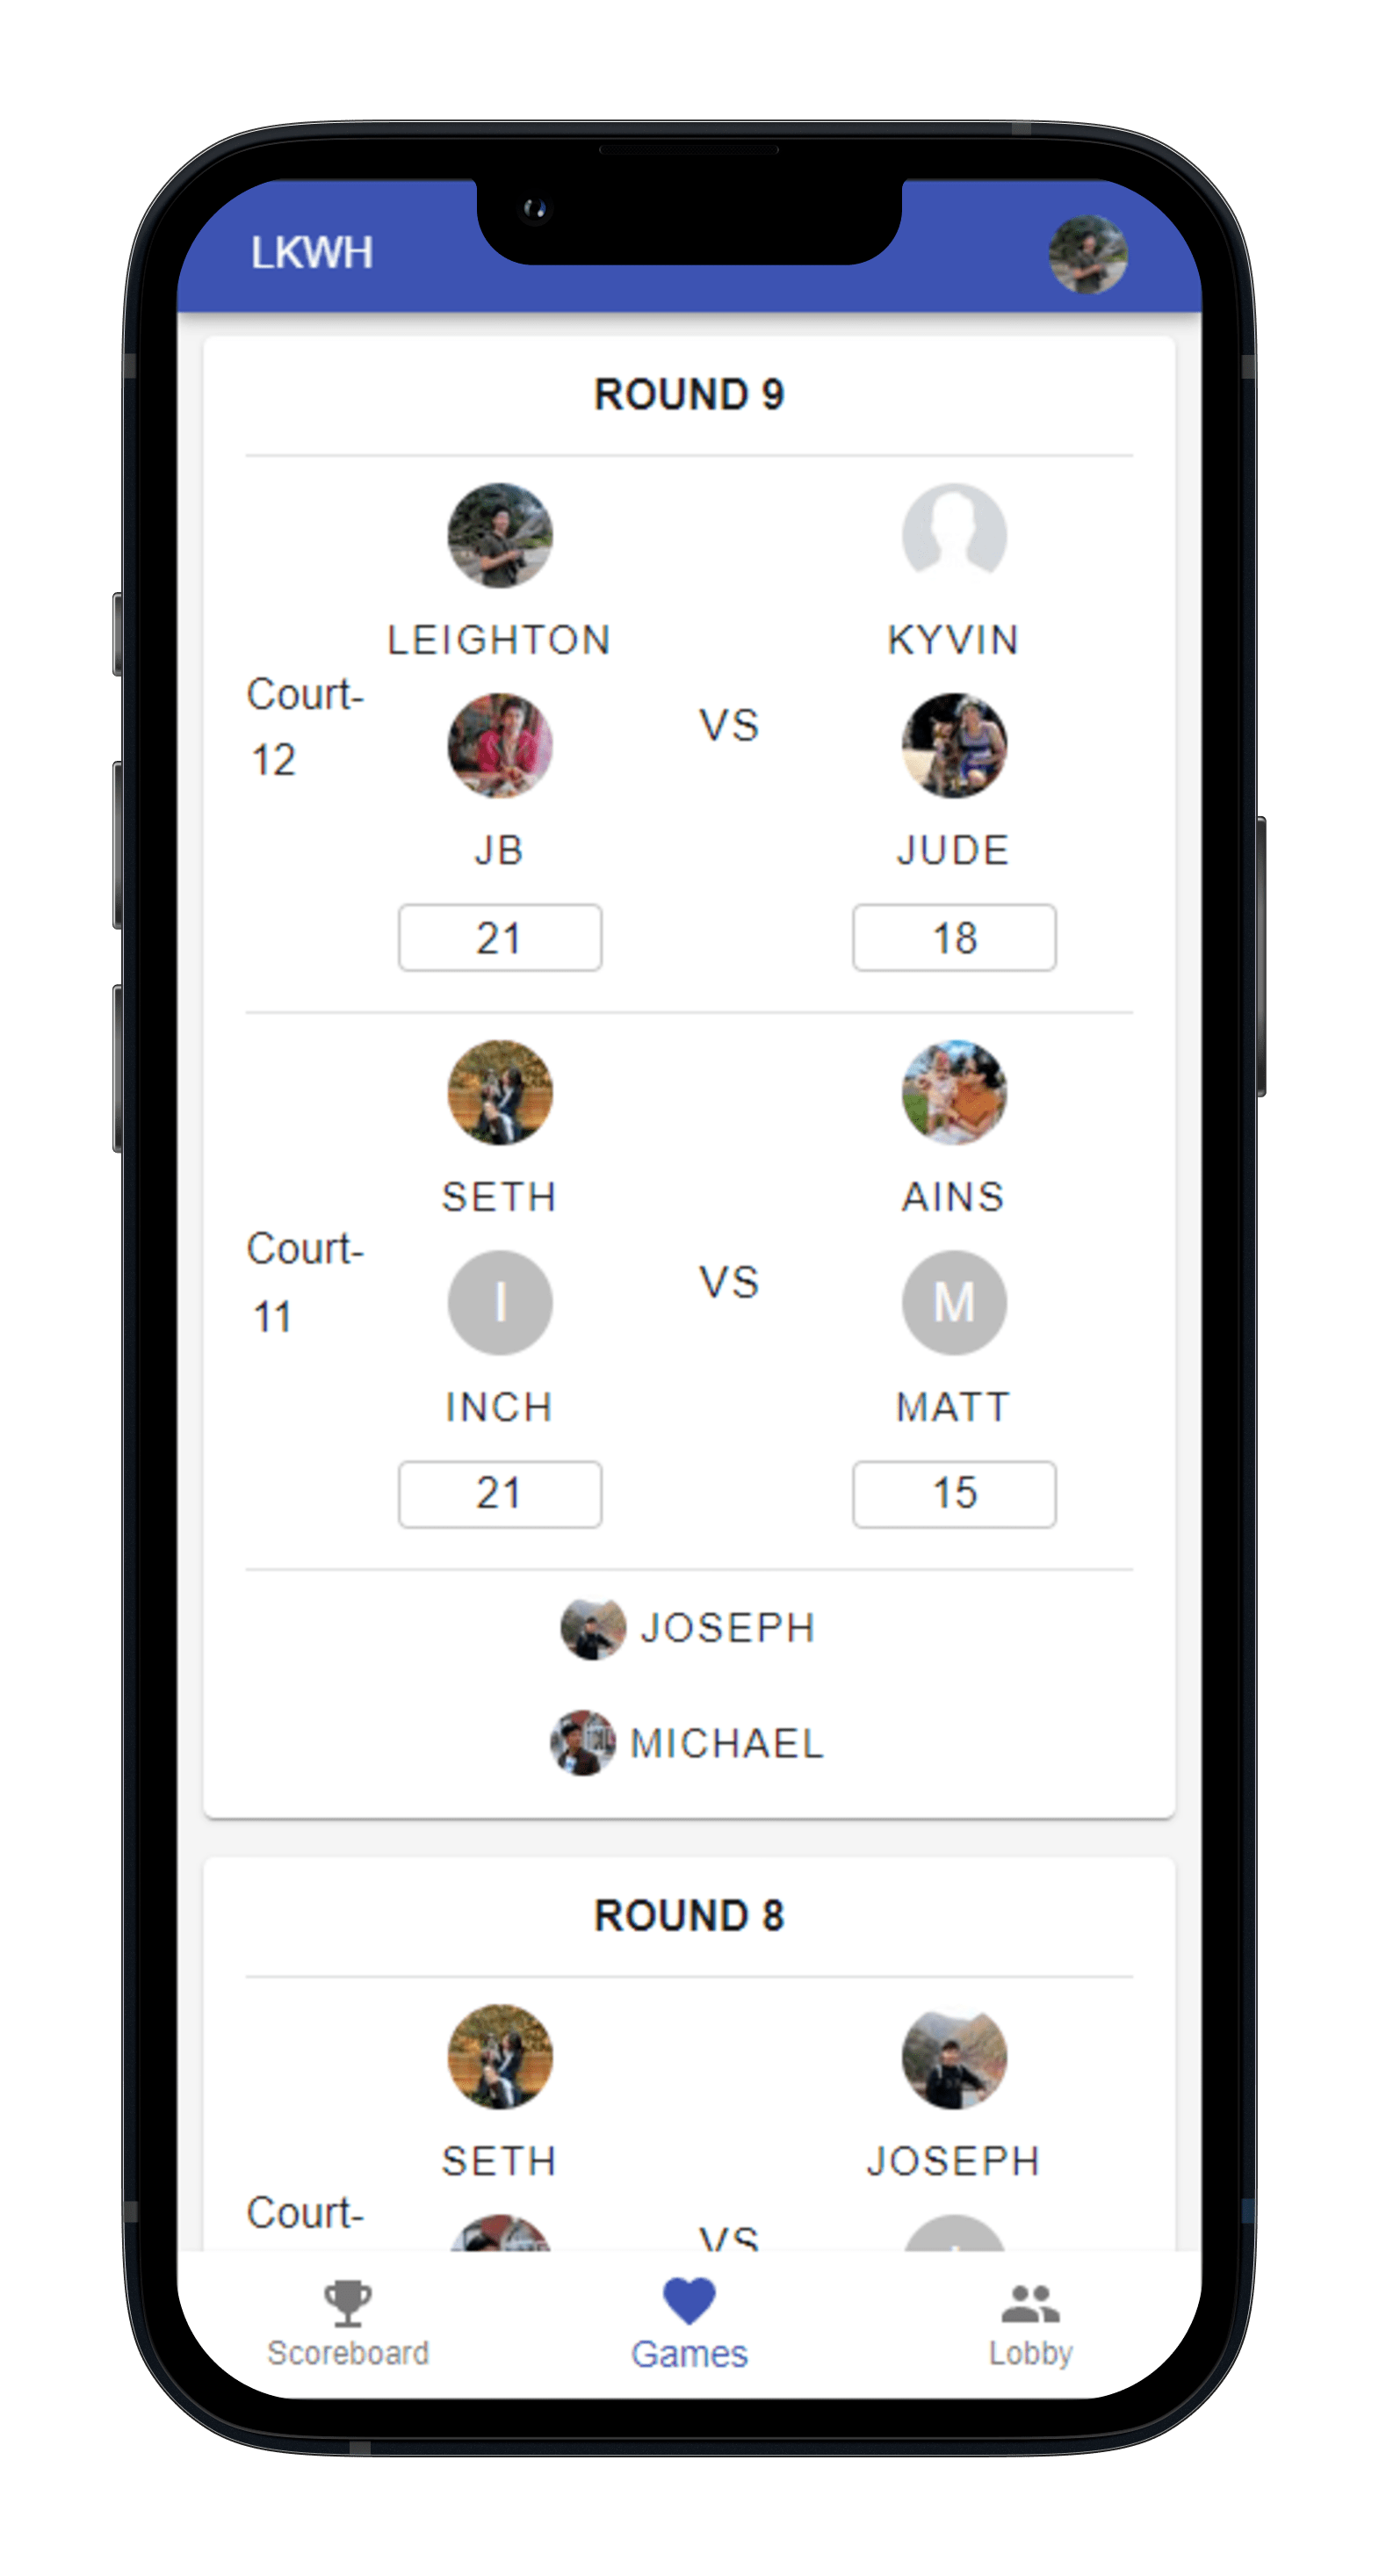 LKWH
ROUND 9
LEIGHTON
KYVIN
Court-
12
VS
JB
JUDE
21
18
SETH
AINS
Court-
11
I
VS
M
INCH
MATT
21
15
JOSEPH
MICHAEL
ROUND 8
SETH
JOSEPH
Court-
VS
Scoreboard
Games
Lobby